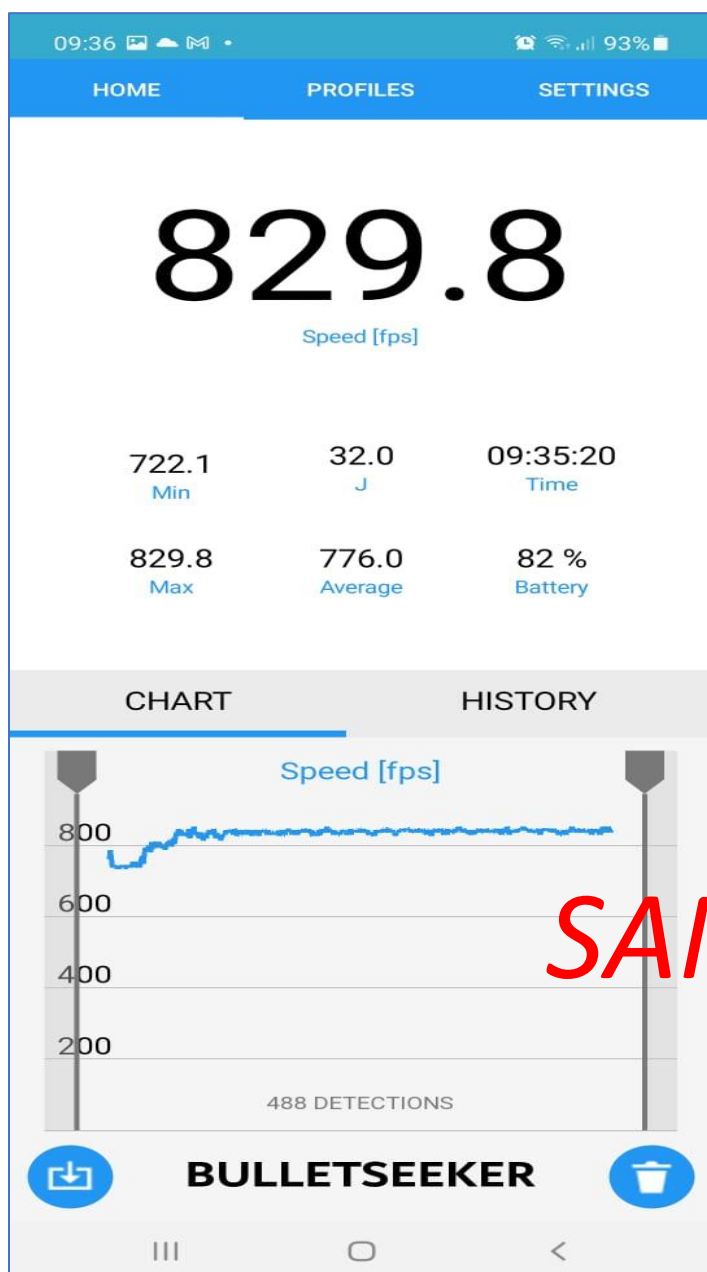 09:36 93%
HOME PROFILES SETTINGS
829.8
Speed [fps]
722.1 32.0 09:35:20
Min J Time
829.8 776.0 82 %
Max Average Battery
CHART HISTORY
Speed [fps]
800
600
400
200
488 DETECTIONS
BULLETSEEKER